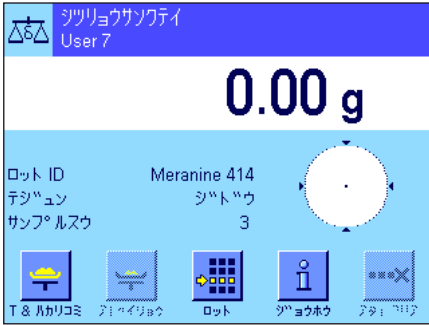 シツリョウサンクテイ
User 7
0.00 g
ロット ID Meranine 414
テジ゛ュン ジト゛ウ
サンプ゜ルスウ 3
T & ハカリコミ ロット ジ゛ョウホウ